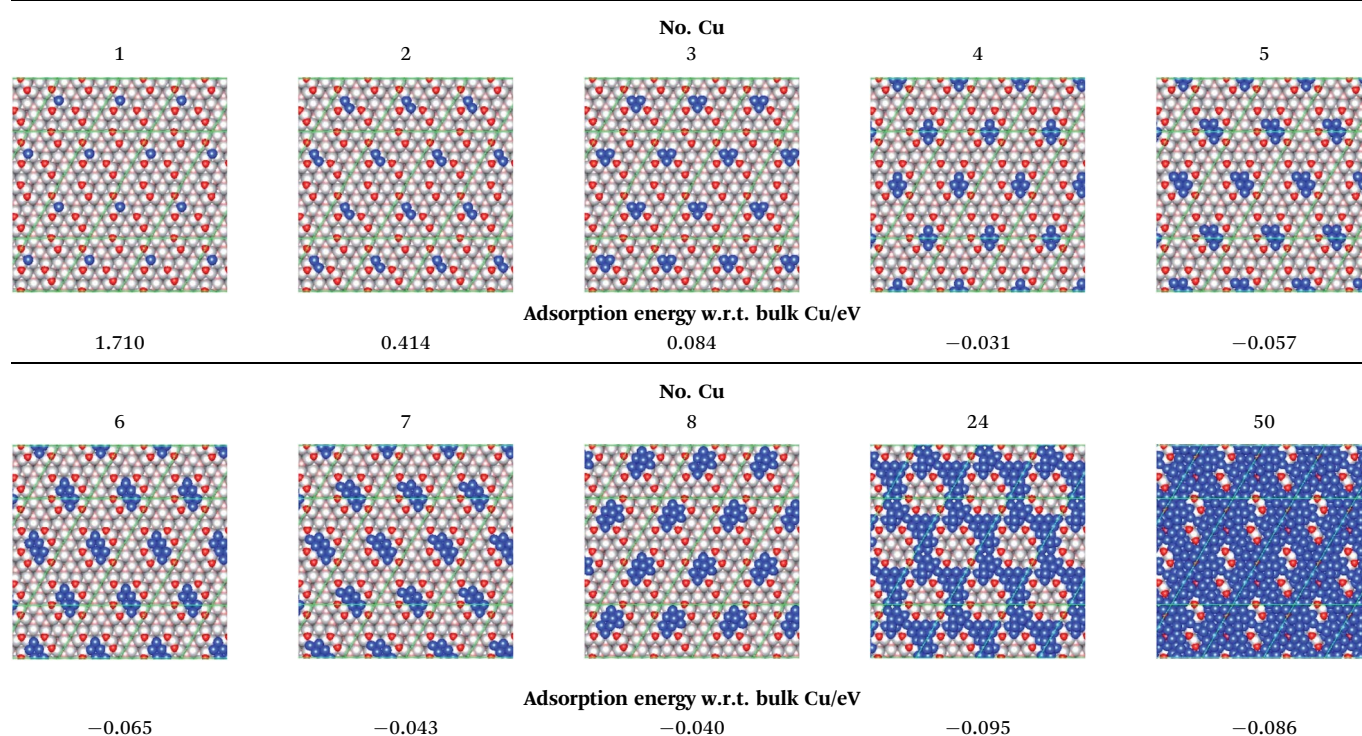 No. Cu
1 2 3 4 5
Adsorption energy w.r.t. bulk Cu/eV
1.710 0.414 0.084 −0.031 −0.057
No. Cu
6 7 8 24 50
Adsorption energy w.r.t. bulk Cu/eV
−0.065 −0.043 −0.040 −0.095 −0.086